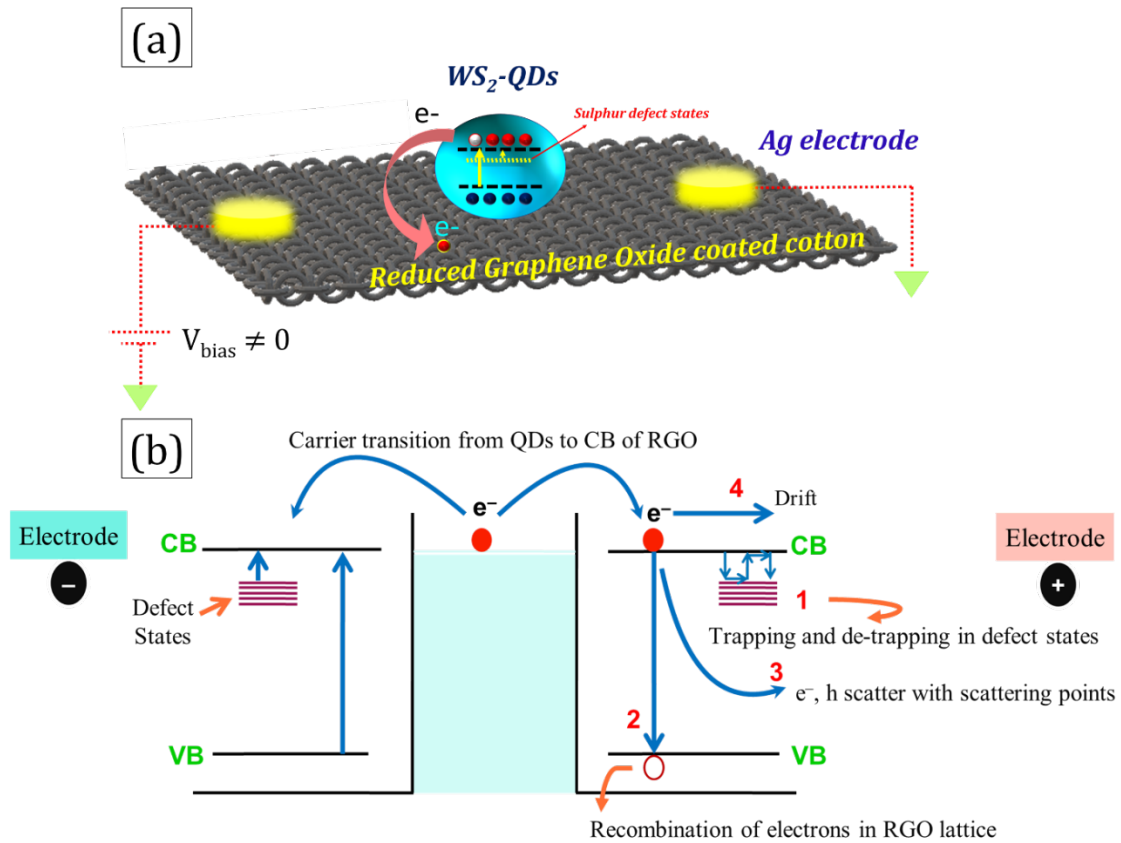 (a)
WS₂-QDs
e-
Sulphur defect states
Ag electrode
e-
Reduced Graphene Oxide coated cotton
V_bias ≠ 0
(b)
Carrier transition from QDs to CB of RGO
4
e⁻
e⁻
Drift
Electrode
CB
CB
Electrode
−
+
Defect
States
1
Trapping and de-trapping in defect states
3
e⁻, h scatter with scattering points
2
VB
VB
Recombination of electrons in RGO lattice